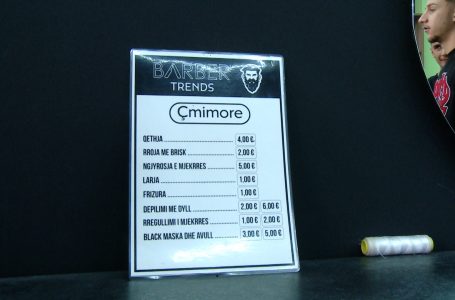 BARBER
TRENDS
Çmimore
QETHJA 4,00 €
RROJA ME BRISK 2,00 €
NGJYROSJA E MJEKRRES 5,00 €
LARJA 1,00 €
FRIZURA 1,00 €
DEPILIMI ME DYLL 2,00 € 6,00 €
RREGULLIMI I MJEKRRES 1,00 € 2,00 €
BLACK MASKA DHE AVULL 3,00 € 5,00 €